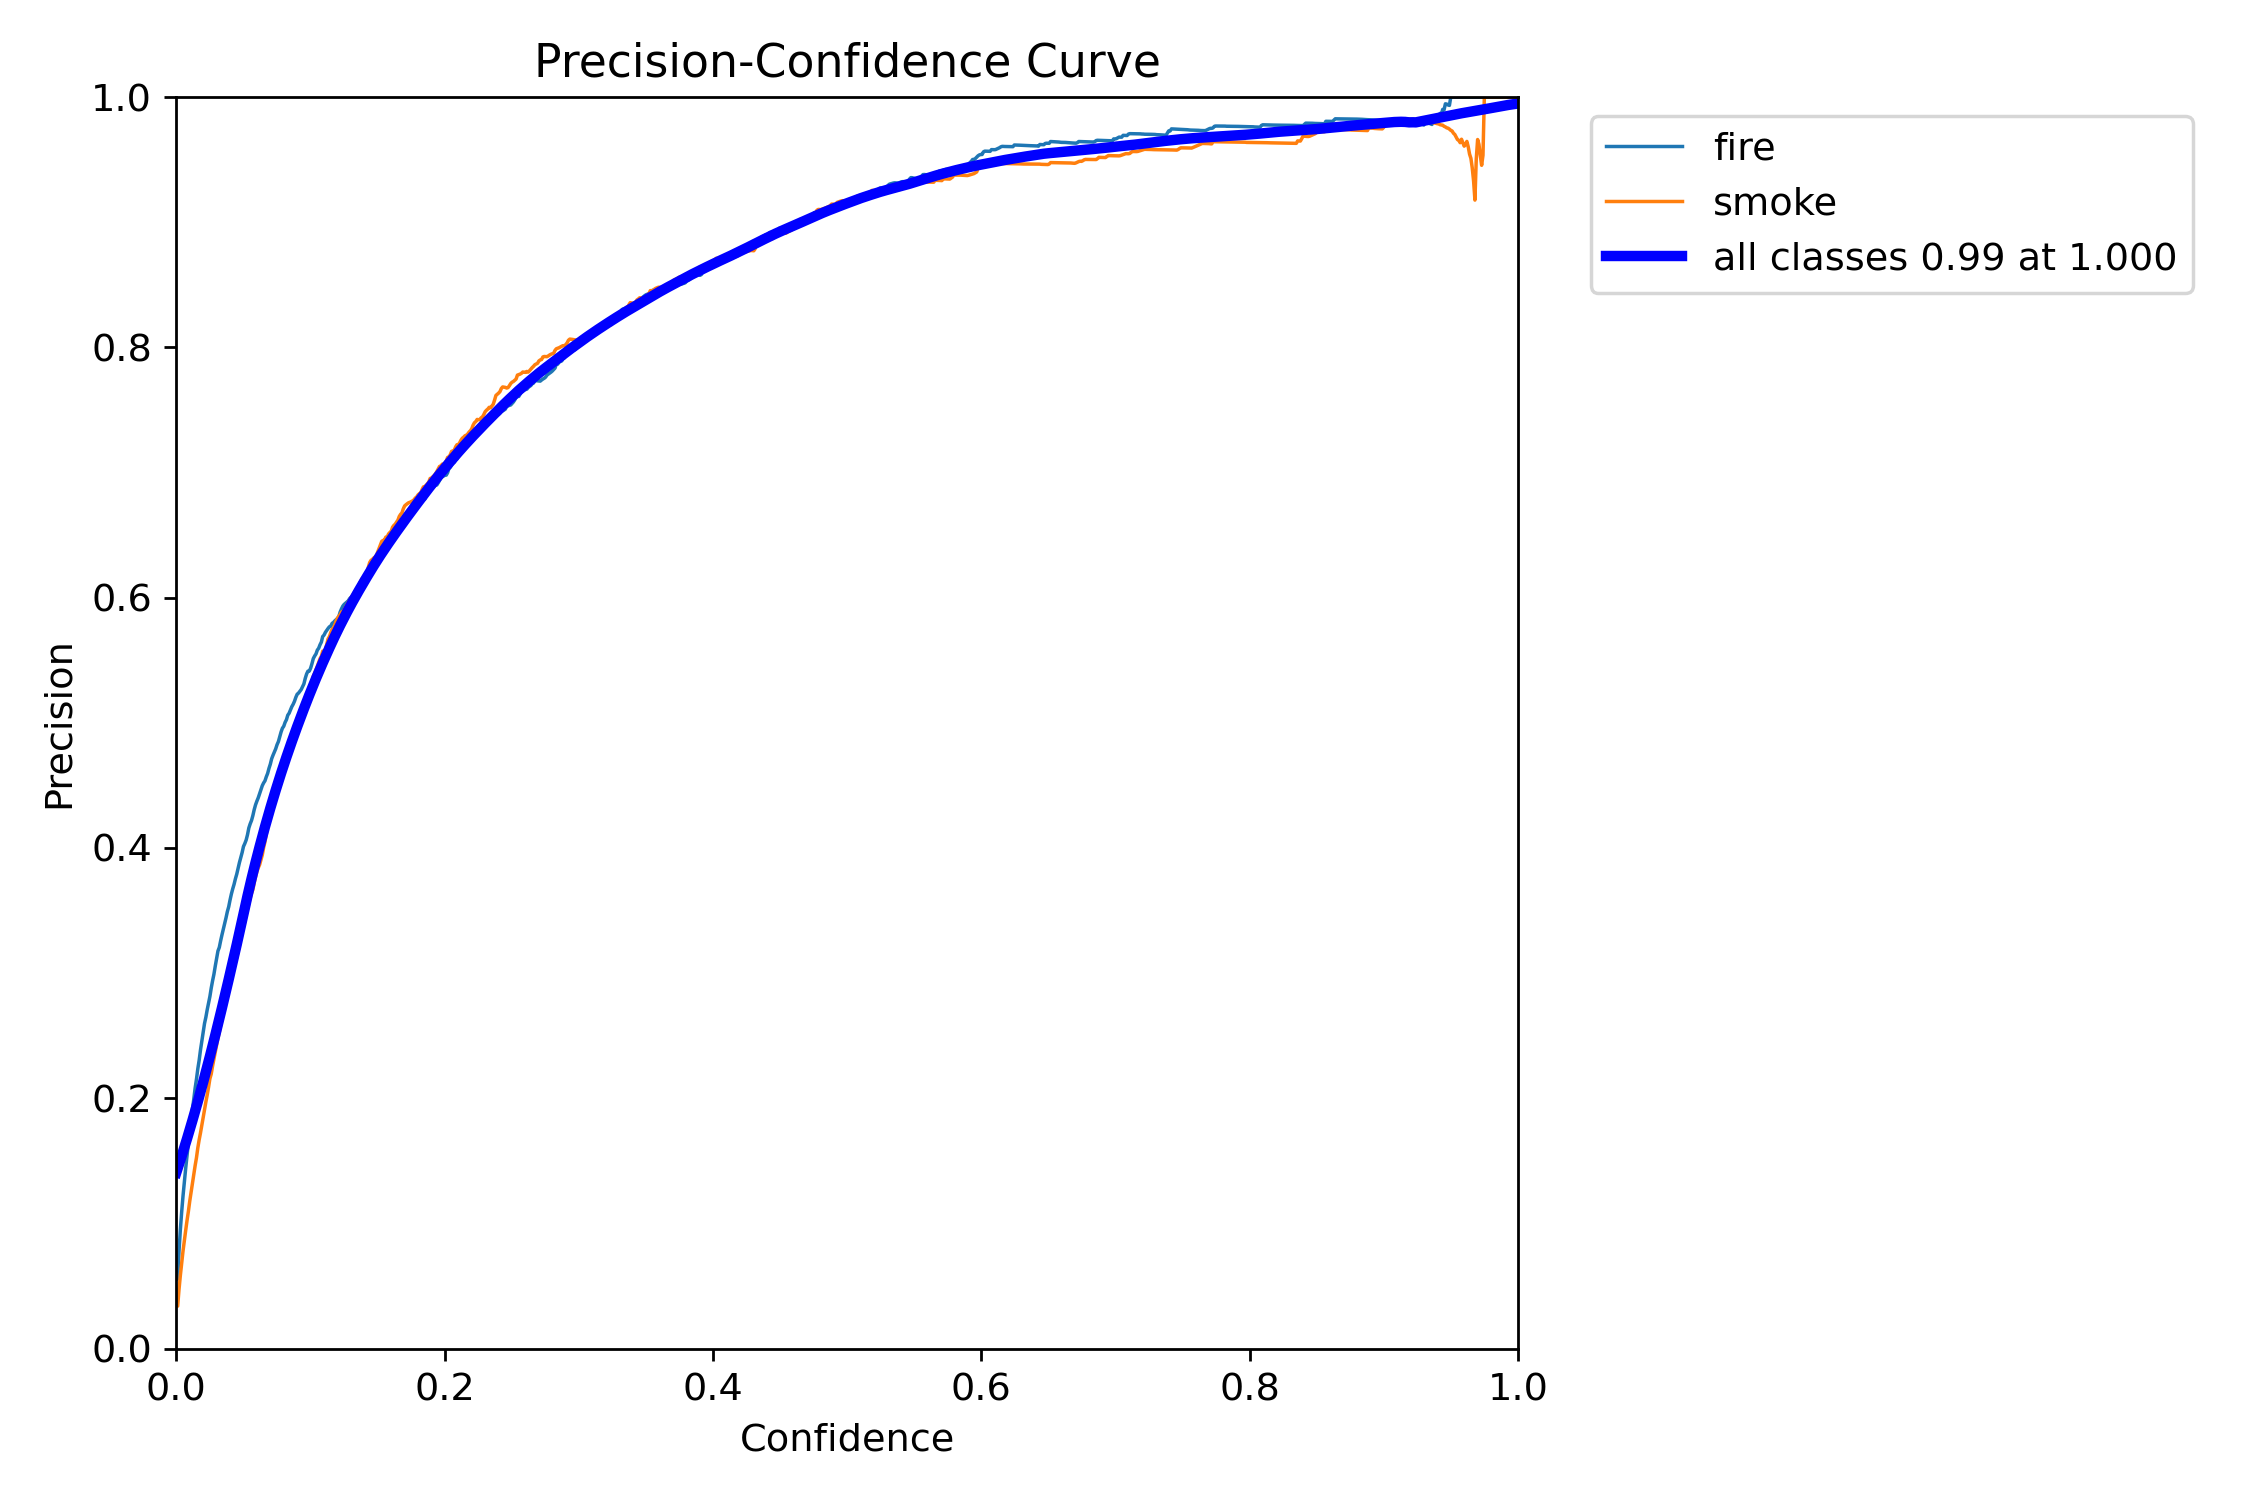 Precision-Confidence Curve
1.0
0.8
0.6
0.4
0.2
0.0
Precision
0.0 0.2 0.4 0.6 0.8 1.0
Confidence
fire
smoke
all classes 0.99 at 1.000